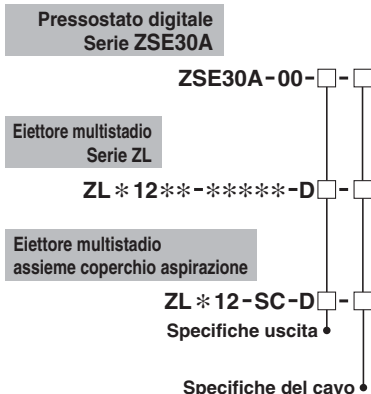 Pressostato digitale
Serie ZSE30A
ZSE30A-00-□-□
Eiettore multistadio
Serie ZL
ZL＊12＊＊-＊＊＊＊＊-D□-□
Eiettore multistadio
assieme coperchio aspirazione
ZL＊12-SC-D□-□
Specifiche uscita
Specifiche del cavo